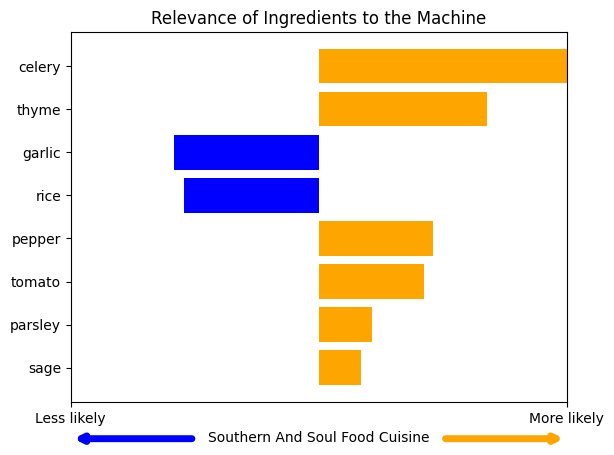 Relevance of Ingredients to the Machine
celery
thyme
garlic
rice
pepper
tomato
parsley
sage
Less likely
More likely
Southern And Soul Food Cuisine